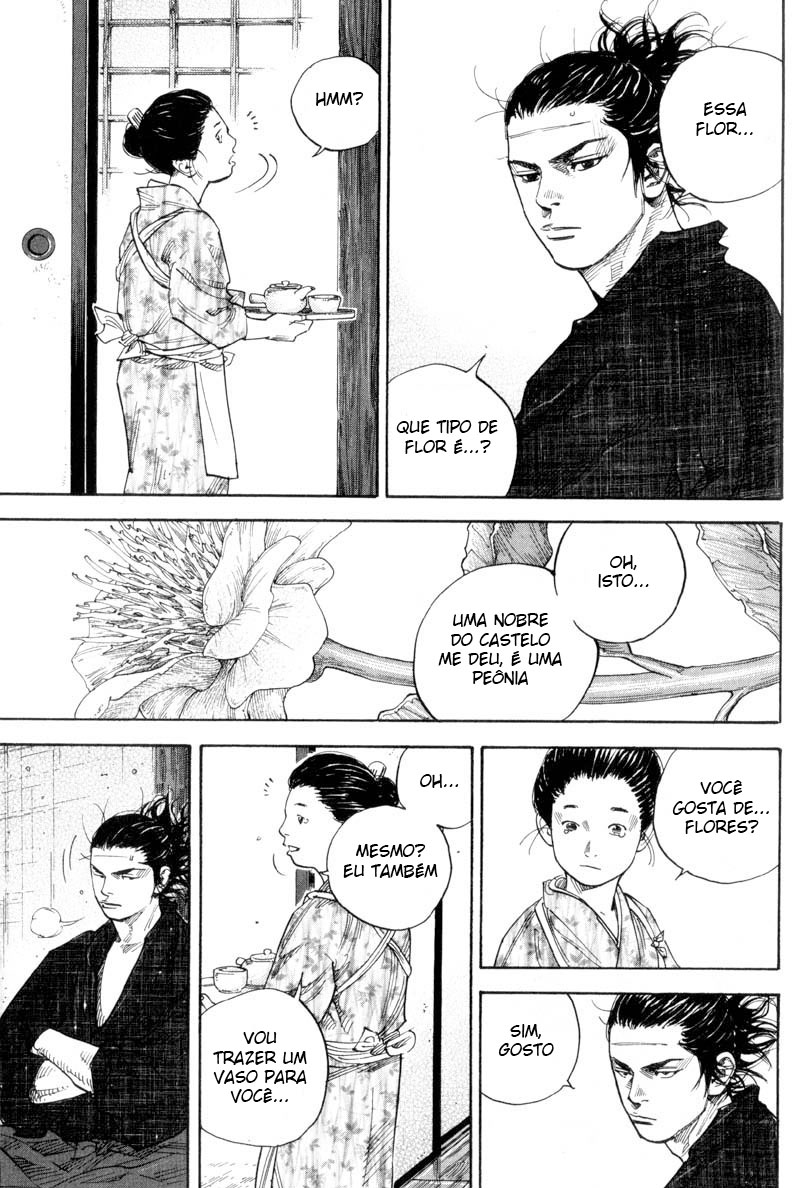 ESSA
FLOR...
QUE TIPO DE
FLOR É...?
HMM?
OH,
ISTO...
UMA NOBRE
DO CASTELO
ME DEU, É UMA
PEÔNIA
VOCÊ
GOSTA DE...
FLORES?
SIM,
GOSTO
OH...
MESMO?
EU TAMBÉM
VOU
TRAZER UM
VASO PARA
VOCÊ...